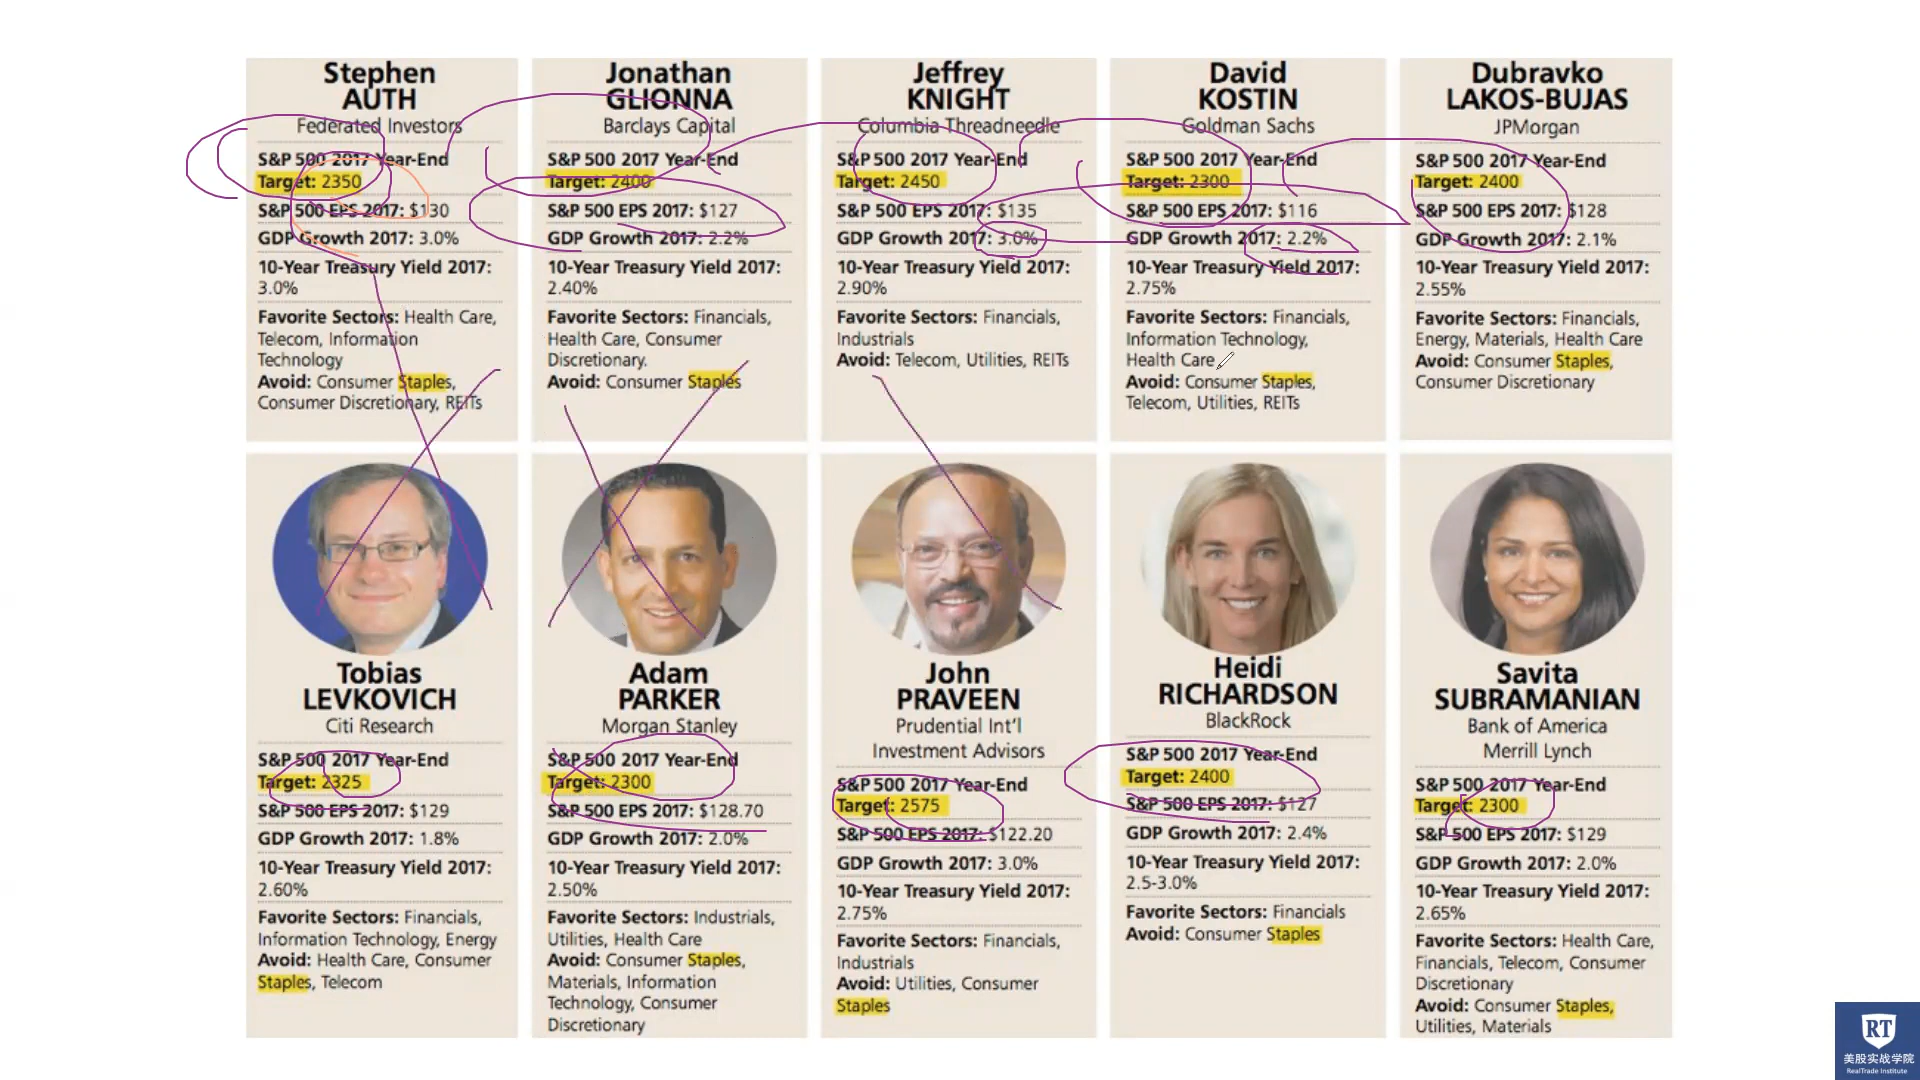 Stephen
AUTH
Federated Investors
S&P 500 2017 Year-End
Target: 2350
S&P 500 EPS 2017: $130
GDP Growth 2017: 3.0%
10-Year Treasury Yield 2017:
3.0%
Favorite Sectors: Health Care,
Telecom, Information
Technology
Avoid: Consumer Staples,
Consumer Discretionary, REITs
Jonathan
GLIONNA
Barclays Capital
S&P 500 2017 Year-End
Target: 2400
S&P 500 EPS 2017: $127
GDP Growth 2017: 2.2%
10-Year Treasury Yield 2017:
2.40%
Favorite Sectors: Financials,
Health Care, Consumer
Discretionary.
Avoid: Consumer Staples
Jeffrey
KNIGHT
Columbia Threadneedle
S&P 500 2017 Year-End
Target: 2450
S&P 500 EPS 2017: $135
GDP Growth 2017: 3.0%
10-Year Treasury Yield 2017:
2.90%
Favorite Sectors: Financials,
Industrials
Avoid: Telecom, Utilities, REITs
David
KOSTIN
Goldman Sachs
S&P 500 2017 Year-End
Target: 2300
S&P 500 EPS 2017: $116
GDP Growth 2017: 2.2%
10-Year Treasury Yield 2017:
2.75%
Favorite Sectors: Financials,
Information Technology,
Health Care
Avoid: Consumer Staples,
Telecom, Utilities, REITs
Dubravko
LAKOS-BUJAS
JPMorgan
S&P 500 2017 Year-End
Target: 2400
S&P 500 EPS 2017: $128
GDP Growth 2017: 2.1%
10-Year Treasury Yield 2017:
2.55%
Favorite Sectors: Financials,
Energy, Materials, Health Care
Avoid: Consumer Staples,
Consumer Discretionary
Tobias
LEVKOVICH
Citi Research
S&P 500 2017 Year-End
Target: 2325
S&P 500 EPS 2017: $129
GDP Growth 2017: 1.8%
10-Year Treasury Yield 2017:
2.60%
Favorite Sectors: Financials,
Information Technology, Energy
Avoid: Health Care, Consumer
Staples, Telecom
Adam
PARKER
Morgan Stanley
S&P 500 2017 Year-End
Target: 2300
S&P 500 EPS 2017: $128.70
GDP Growth 2017: 2.0%
10-Year Treasury Yield 2017:
2.50%
Favorite Sectors: Industrials,
Utilities, Health Care
Avoid: Consumer Staples,
Materials, Information
Technology, Consumer
Discretionary
John
PRAVEEN
Prudential Int'l
Investment Advisors
S&P 500 2017 Year-End
Target: 2575
S&P 500 EPS 2017: $122.20
GDP Growth 2017: 3.0%
10-Year Treasury Yield 2017:
2.75%
Favorite Sectors: Financials,
Industrials
Avoid: Utilities, Consumer
Staples
Heidi
RICHARDSON
BlackRock
S&P 500 2017 Year-End
Target: 2400
S&P 500 EPS 2017: $127
GDP Growth 2017: 2.4%
10-Year Treasury Yield 2017:
2.5-3.0%
Favorite Sectors: Financials
Avoid: Consumer Staples
Savita
SUBRAMANIAN
Bank of America
Merrill Lynch
S&P 500 2017 Year-End
Target: 2300
S&P 500 EPS 2017: $129
GDP Growth 2017: 2.0%
10-Year Treasury Yield 2017:
2.65%
Favorite Sectors: Health Care,
Financials, Telecom, Consumer
Discretionary
Avoid: Consumer Staples,
Utilities, Materials
RT
美股实战学院
RealTrade Institute